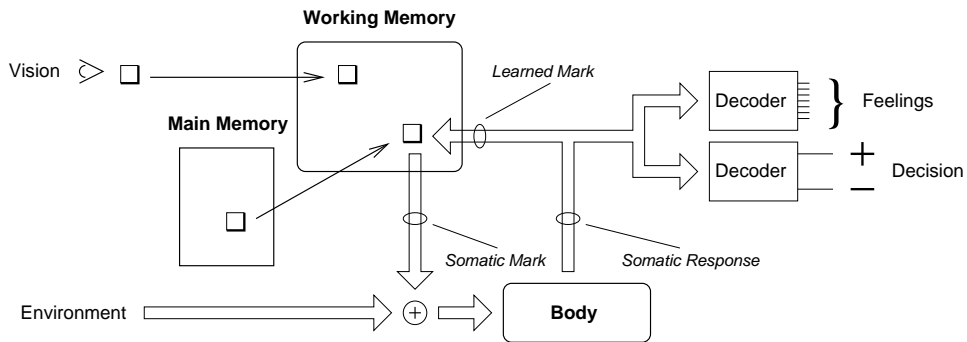 Working Memory
Vision
Learned Mark
Decoder
} Feelings
Main Memory
Decoder
+
−
Decision
Somatic Mark
Somatic Response
Environment
+
Body